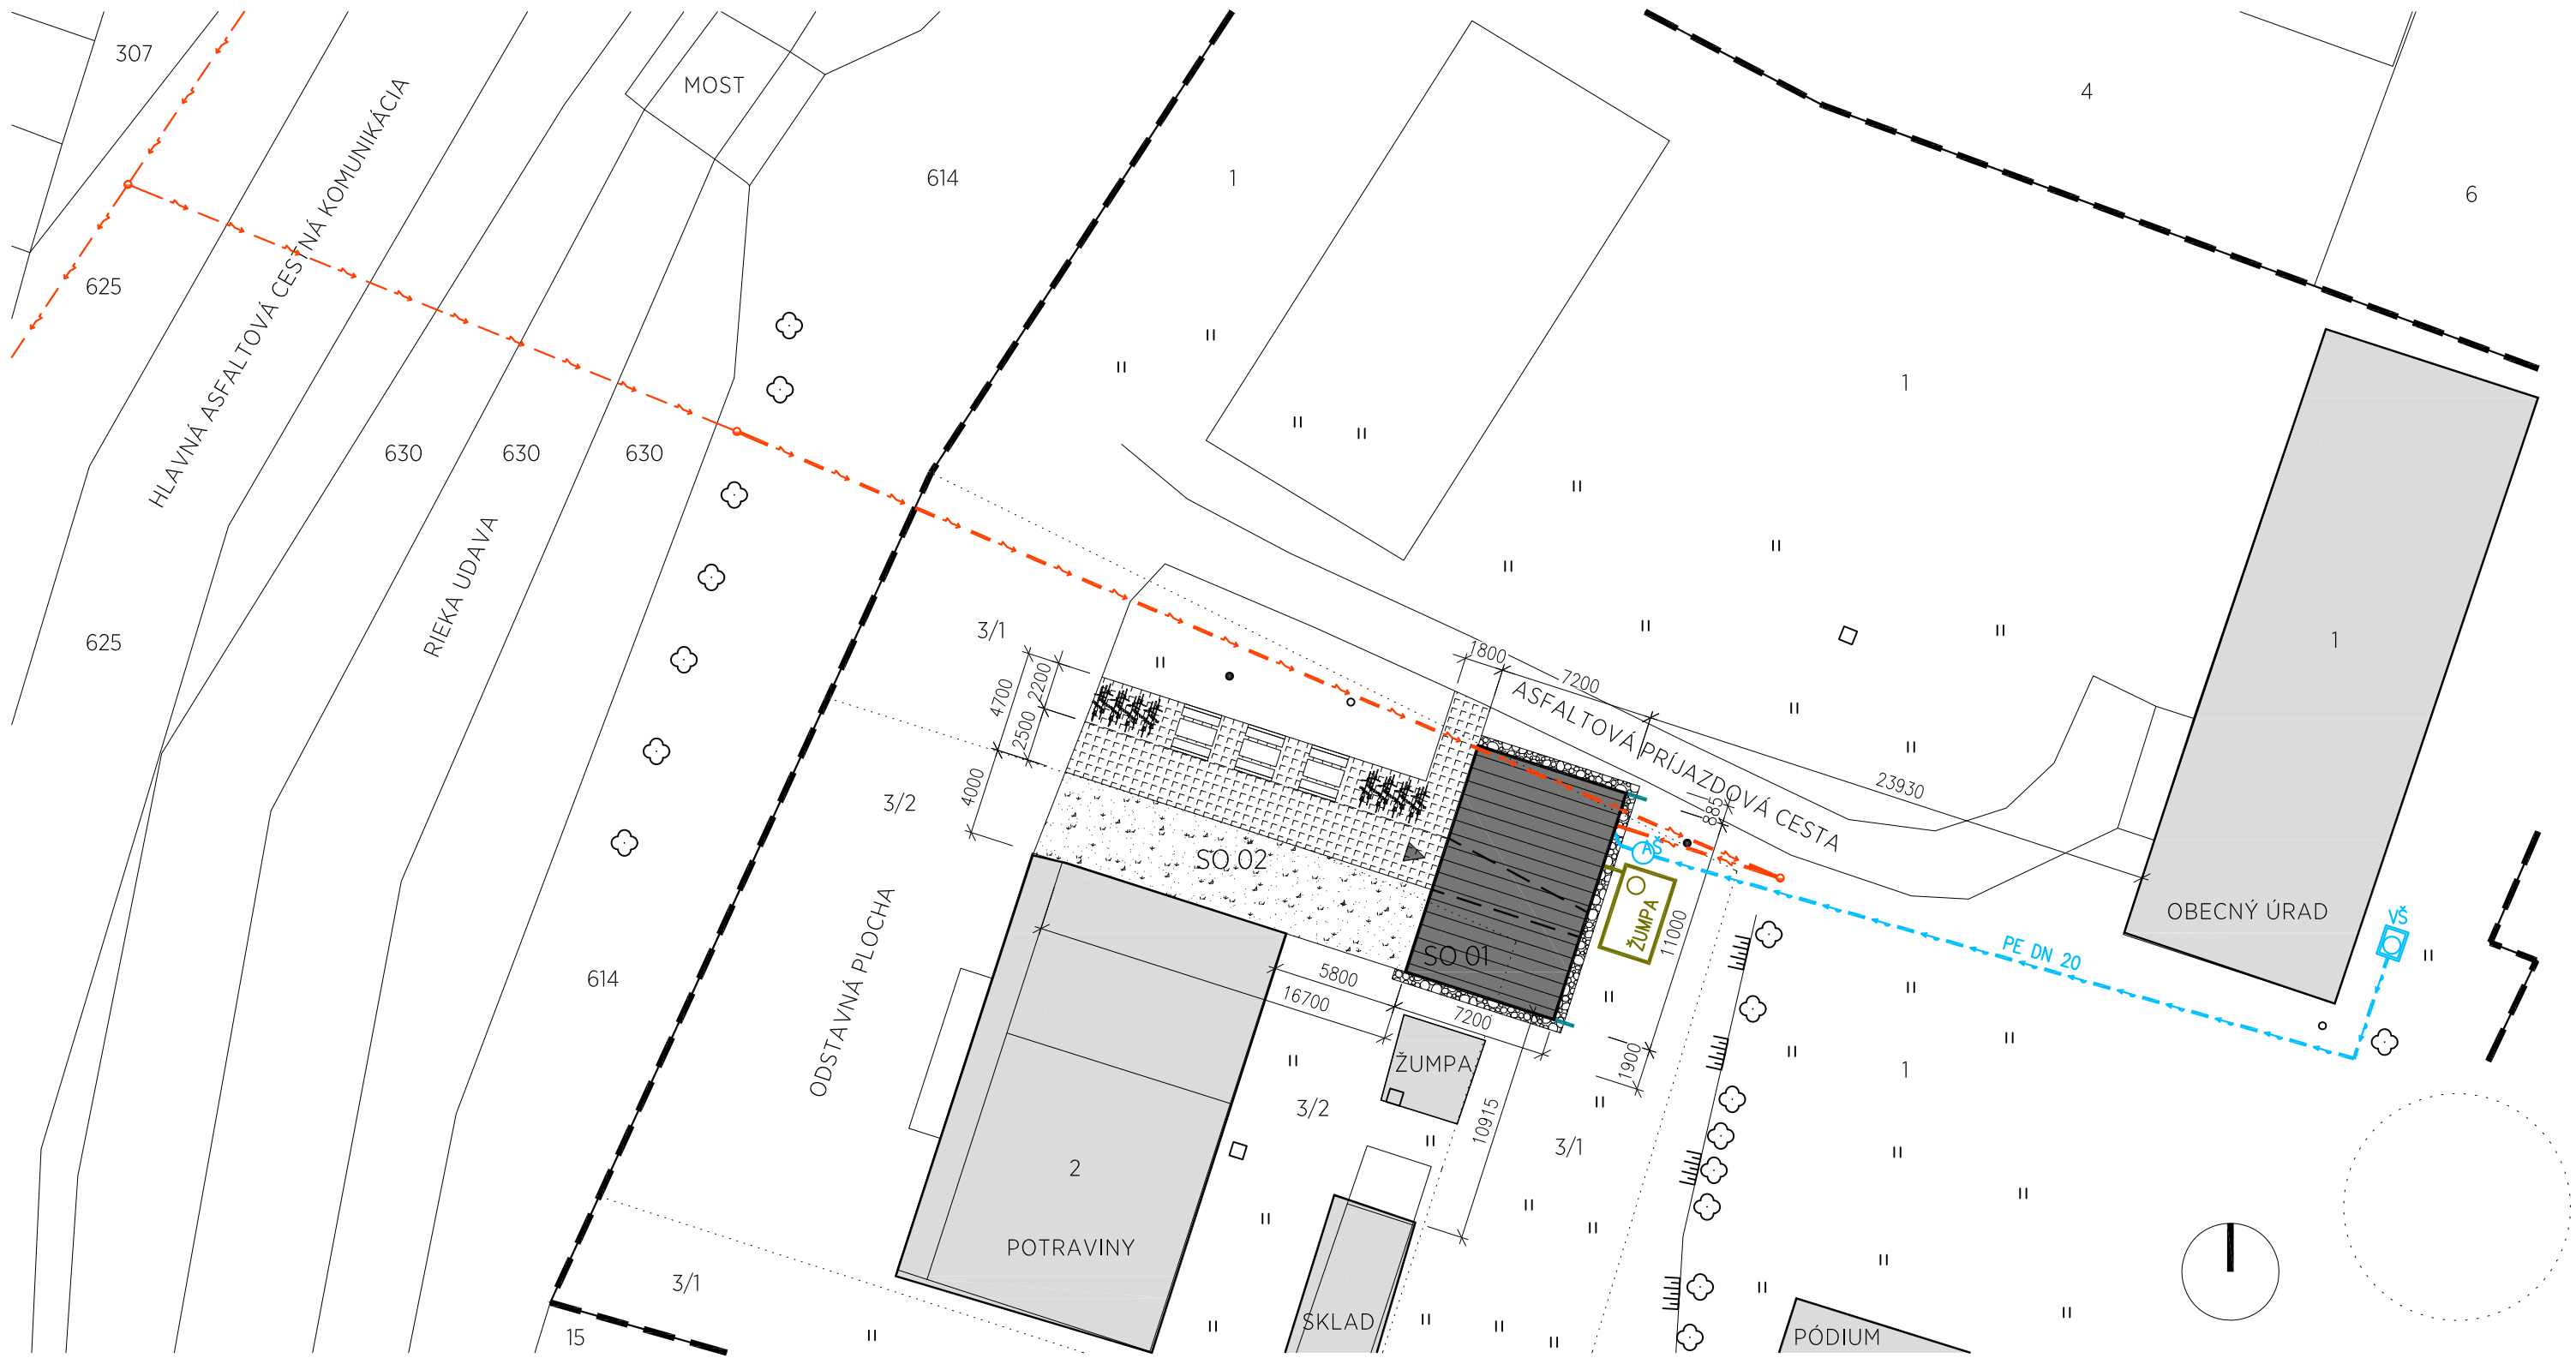 307
MOST
4
614
1
6
HLAVNÁ ASFALTOVÁ CESTNÁ KOMUNIKÁCIA
625
1
630
630
630
RIEKA UDAVA
625
3/1
1
1800
7200
4700
2200
2500
ASFALTOVÁ PRÍJAZDOVÁ CESTA
23930
4000
3/2
885
SO 02
AŠ
ŽUMPA
11000
OBECNÝ ÚRAD
VŠ
PE DN 20
ODSTAVNÁ PLOCHA
SO 01
614
5800
16700
7200
1900
ŽUMPA
1
3/2
10915
3/1
2
POTRAVINY
3/1
SKLAD
15
PÓDIUM